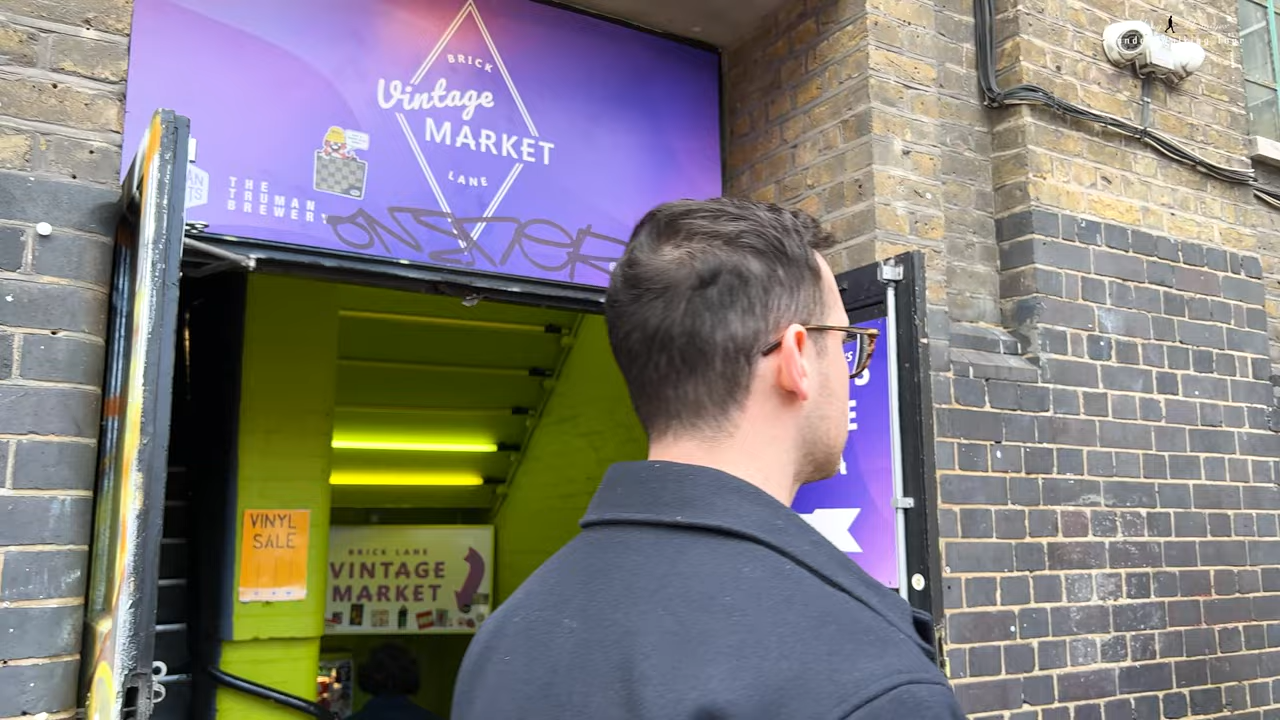 BRICK
Vintage
MARKET
LANE
THE
TRUMAN
BREWERY
VINYL
SALE
BRICK LANE
VINTAGE
MARKET